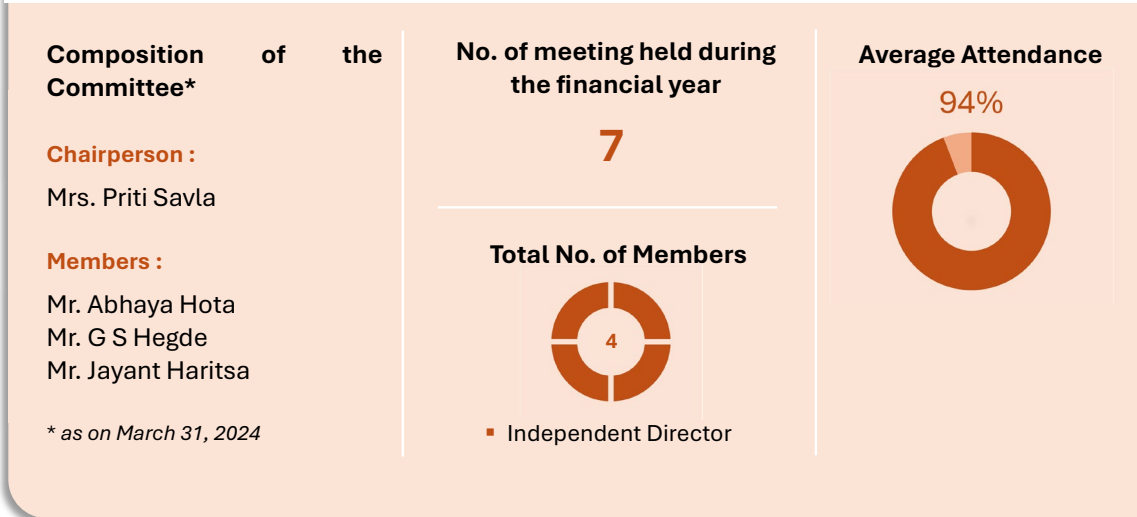 Composition of the
Committee*
Chairperson :
Mrs. Priti Savla
Members :
Mr. Abhaya Hota
Mr. G S Hegde
Mr. Jayant Haritsa
* as on March 31, 2024
No. of meeting held during
the financial year
7
Total No. of Members
4
Independent Director
Average Attendance
94%